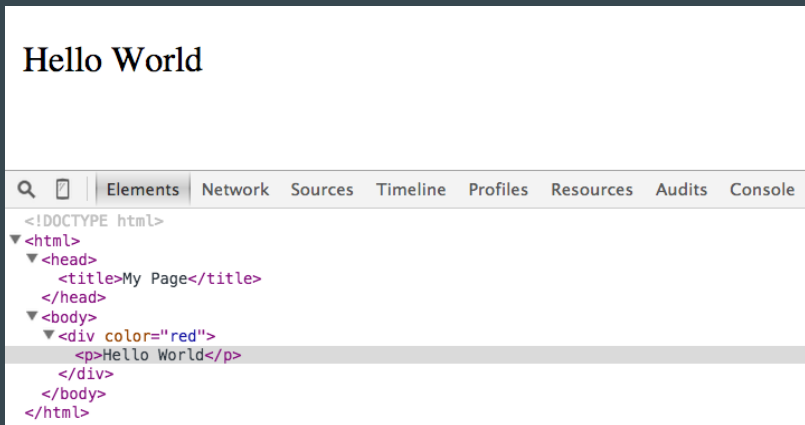 Hello World
Elements Network Sources Timeline Profiles Resources Audits Console
<!DOCTYPE html>
<html>
<head>
<title>My Page</title>
</head>
<body>
<div color="red">
<p>Hello World</p>
</div>
</body>
</html>